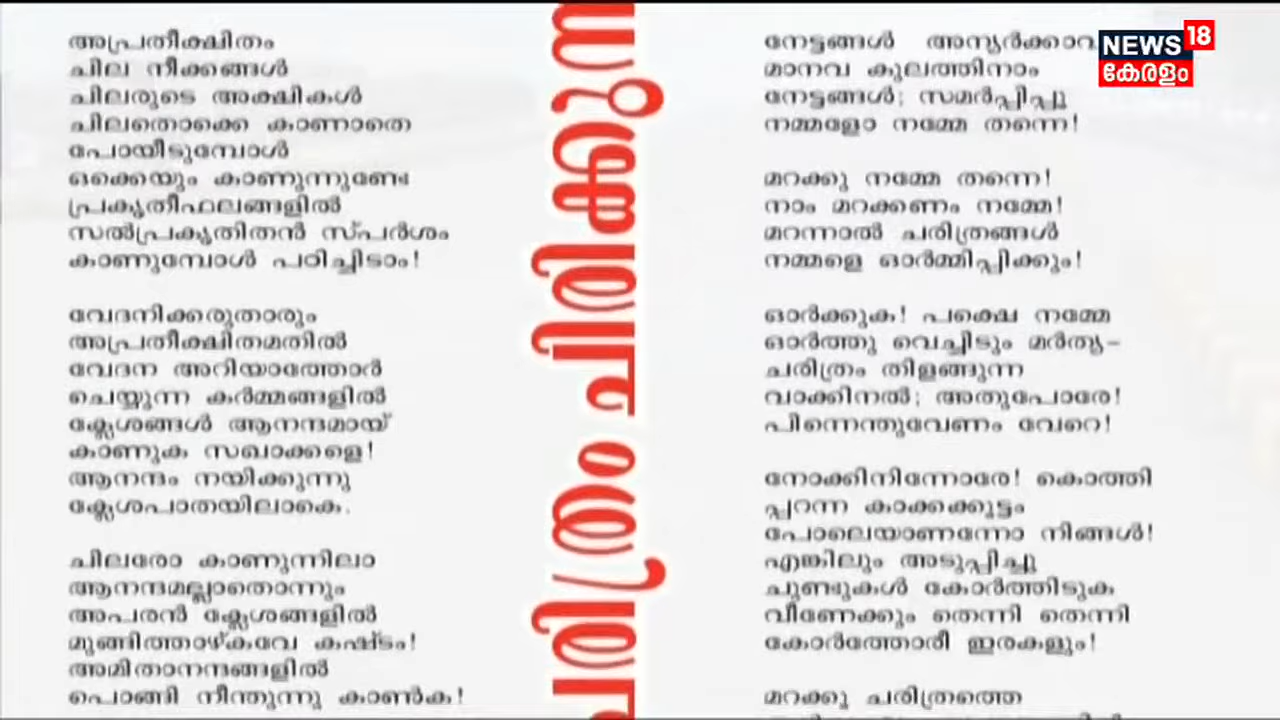 അപ്രതീക്ഷിതം
ചില നീക്കങ്ങൾ
ചിലരുടെ അക്ഷികൾ
ചിലതൊക്കെ കാണാതെ
പോയീടുമ്പോൾ
ഒക്കെയും കാണുന്നുണ്ടേ
പ്രകൃതീഫലങ്ങളിൽ
സൽപ്രകൃതിതൻ സ്പർശം
കാണുമ്പോൾ പഠിച്ചിടാം!
വേദനിക്കരുതാരും
അപ്രതീക്ഷിതമതിൽ
വേദന അറിയാത്തോർ
ചെയ്യുന്ന കർമ്മങ്ങളിൽ
ക്ലേശങ്ങൾ ആനന്ദമായ്
കാണുക സഖാക്കളെ!
ആനന്ദം നയിക്കുന്നു
ക്ലേശപാതയിലാകെ.
ചിലരോ കാണുന്നിലാ
ആനന്ദമല്ലാതൊന്നും
അപരൻ ക്ലേശങ്ങളിൽ
മുങ്ങിത്താഴ്കവേ കഷ്ടം!
അമിതാനന്ദങ്ങളിൽ
പൊങ്ങി നീന്തുന്നു കാൺക!
ചരിത്രം ചിരിക്കുന്നു
നേട്ടങ്ങൾ
മാനവ കുലത്തിനാം
നേട്ടങ്ങൾ; സമർപ്പിപ്പൂ
നമ്മളോ നമ്മേ തന്നെ!
മറക്കൂ നമ്മേ തന്നെ!
നാം മറക്കണം നമ്മേ!
മറന്നാൽ ചരിത്രങ്ങൾ
നമ്മളെ ഓർമ്മിപ്പിക്കും!
ഓർക്കുക! പക്ഷെ നമ്മേ
ഓർത്തു വെച്ചിടും മർത്യ-
ചരിത്രം തിളങ്ങുന്ന
വാക്കിനൽ; അതുപോരേ!
പിന്നെന്തുവേണം വേറെ!
നോക്കിനിന്നോരേ! കൊത്തി
പ്പറന്ന കാക്കക്കൂട്ടം
പോലെയാണന്നോ നിങ്ങൾ!
എങ്കിലും അടുപ്പിച്ചൂ
ചുണ്ടുകൾ കോർത്തിടുക
വീണേക്കും തെന്നി തെന്നി
കോർത്തോരീ ഇരകളും!
മറക്കൂ ചരിത്രത്തെ
NEWS 18
കേരളം